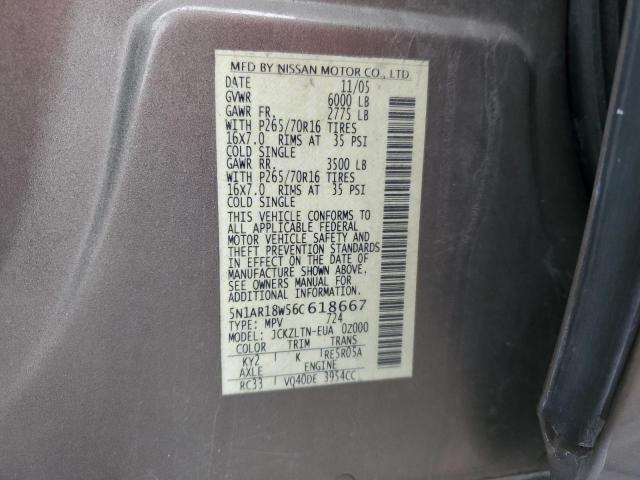 MFD BY NISSAN MOTOR CO., LTD.
DATE 11/05
GVWR 6000 LB
GAWR FR. 2775 LB
WITH P265/70R16 TIRES
16X7.0 RIMS AT 35 PSI
COLD SINGLE
GAWR RR. 3500 LB
WITH P265/70R16 TIRES
16X7.0 RIMS AT 35 PSI
COLD SINGLE
THIS VEHICLE CONFORMS TO
ALL APPLICABLE FEDERAL
MOTOR VEHICLE SAFETY AND
THEFT PREVENTION STANDARDS
IN EFFECT ON THE DATE OF
MANUFACTURE SHOWN ABOVE.
SEE OWNERS MANUAL FOR
ADDITIONAL INFORMATION
5N1AR18W56C618667
TYPE: MPV 724
MODEL: JCKZLTN-EUA 0Z000
COLOR TRIM TRANS
KY2 K RE5R05A
AXLE ENGINE
RC33 VQ40DE 3954CC